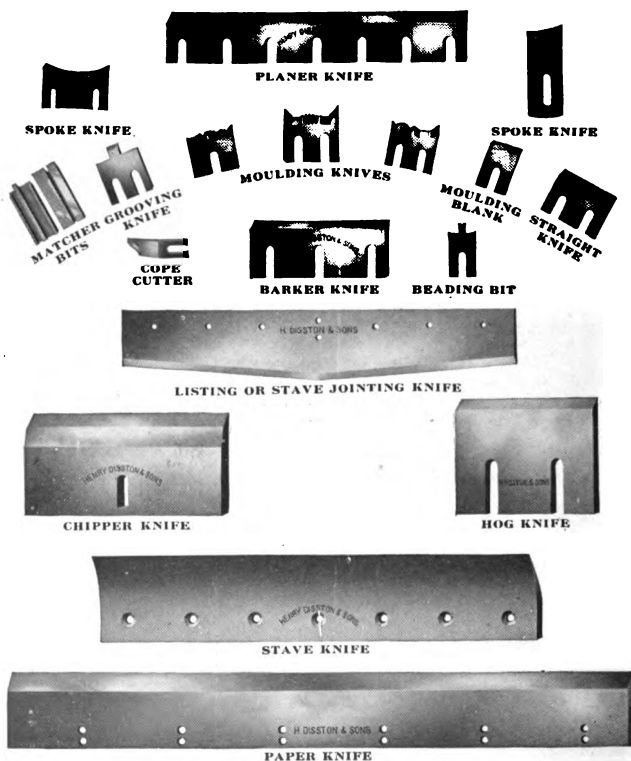 PLANER KNIFE
SPOKE KNIFE
SPOKE KNIFE
MOULDING KNIVES
MATCHER
BITS
GROOVING
KNIFE
MOULDING
BLANK
STRAIGHT
KNIFE
COPE
CUTTER
& SONS
BARKER KNIFE
BEADING BIT
H. DISSTON & SONS
LISTING OR STAVE JOINTING KNIFE
HENRY DISSTON & SONS
CHIPPER KNIFE
HOG KNIFE
HENRY DISSTON & SONS
STAVE KNIFE
H. DISSTON & SONS
PAPER KNIFE